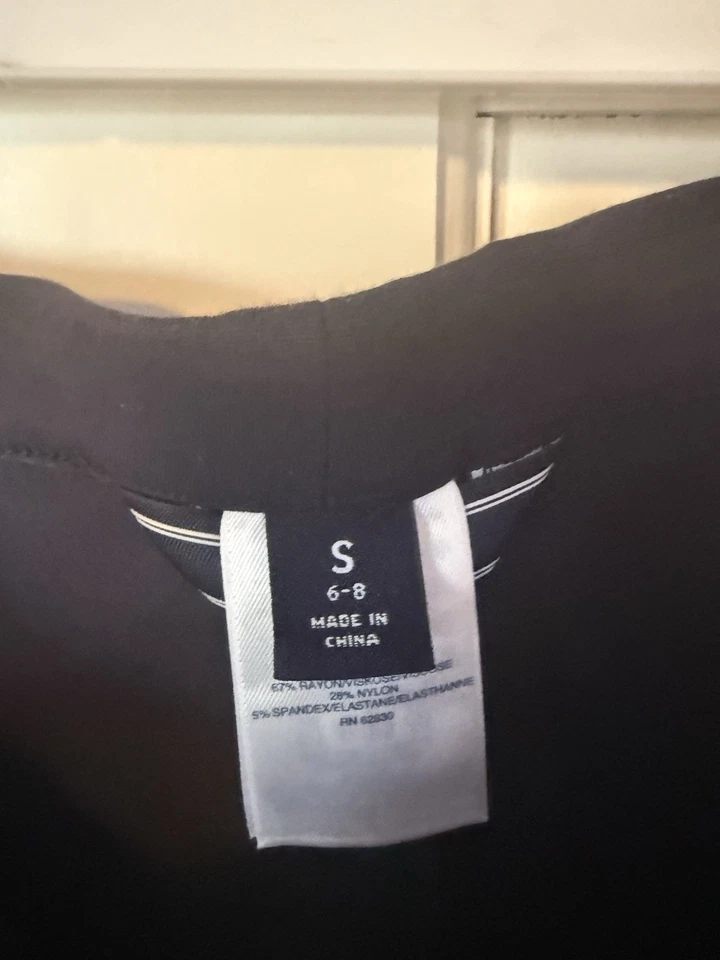 S
6-8
MADE IN
CHINA
67% RAYON/VISKOSE/VISCOSE
28% NYLON
5% SPANDEX/ELASTANE/ELASTHANNE
RN 62830